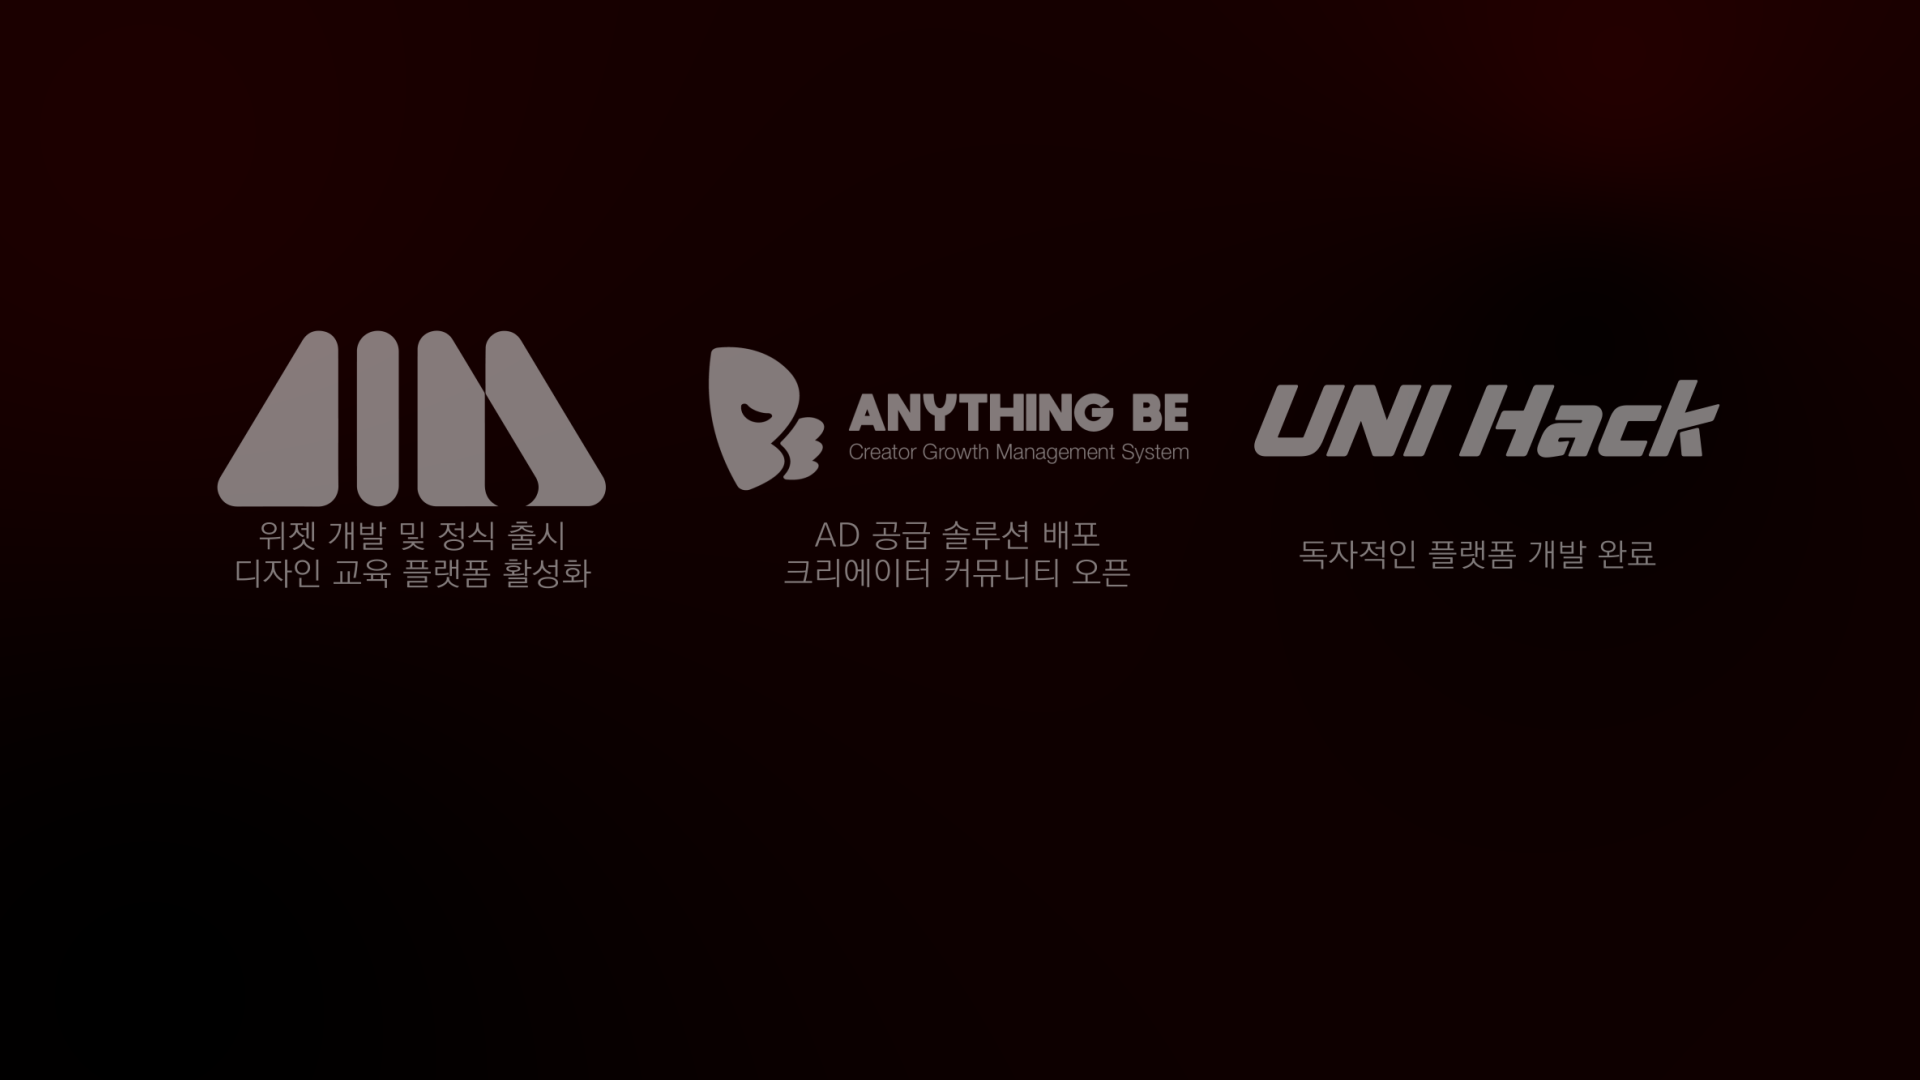 AIM
위젯 개발 및 정식 출시
디자인 교육 플랫폼 활성화
ANYTHING BE
Creator Growth Management System
AD 공급 솔루션 배포
크리에이터 커뮤니티 오픈
UNI Hack
독자적인 플랫폼 개발 완료